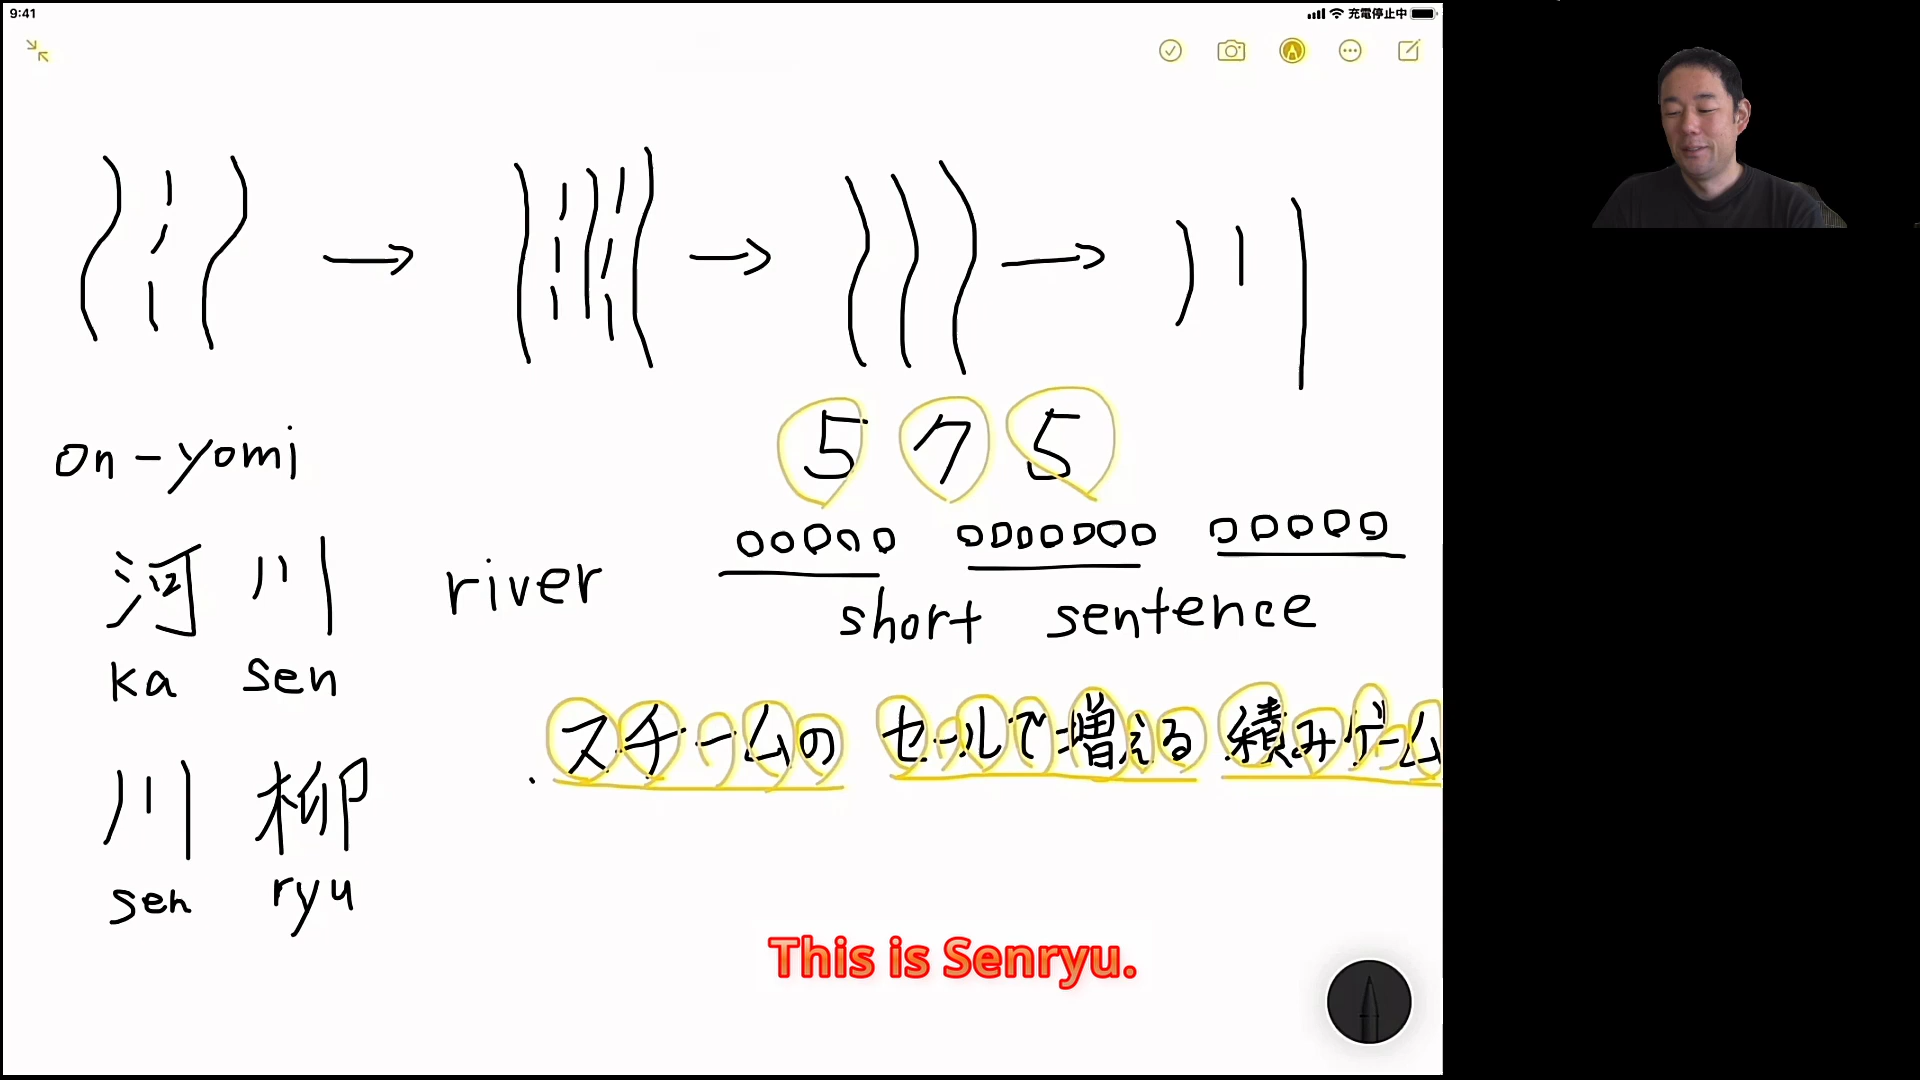 9:41 充電停止中
on-yomi
5 7 5
河川 river
short sentence
ka sen
スチームの セールで増える 積みゲーム
川柳
sen ryu
This is Senryu.